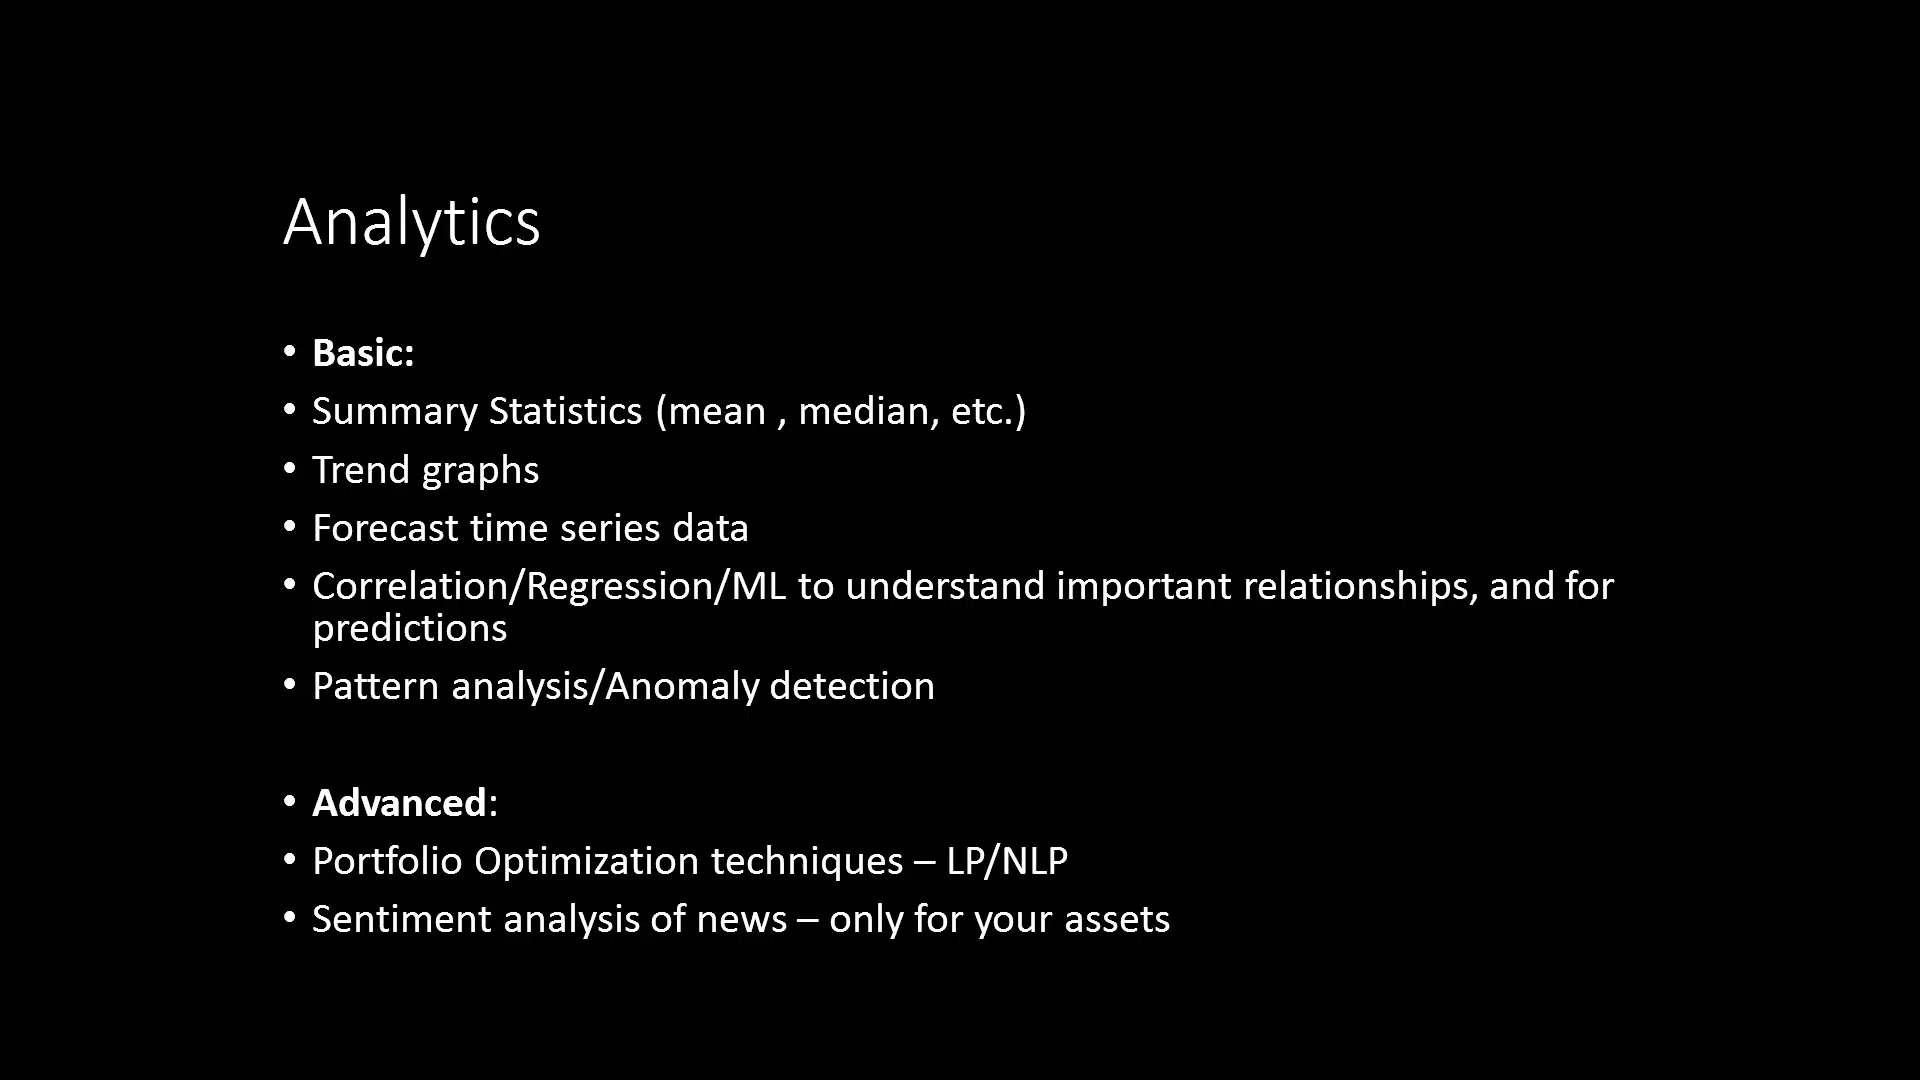 Analytics
• Basic:
• Summary Statistics (mean , median, etc.)
• Trend graphs
• Forecast time series data
• Correlation/Regression/ML to understand important relationships, and for
predictions
• Pattern analysis/Anomaly detection
• Advanced:
• Portfolio Optimization techniques – LP/NLP
• Sentiment analysis of news – only for your assets